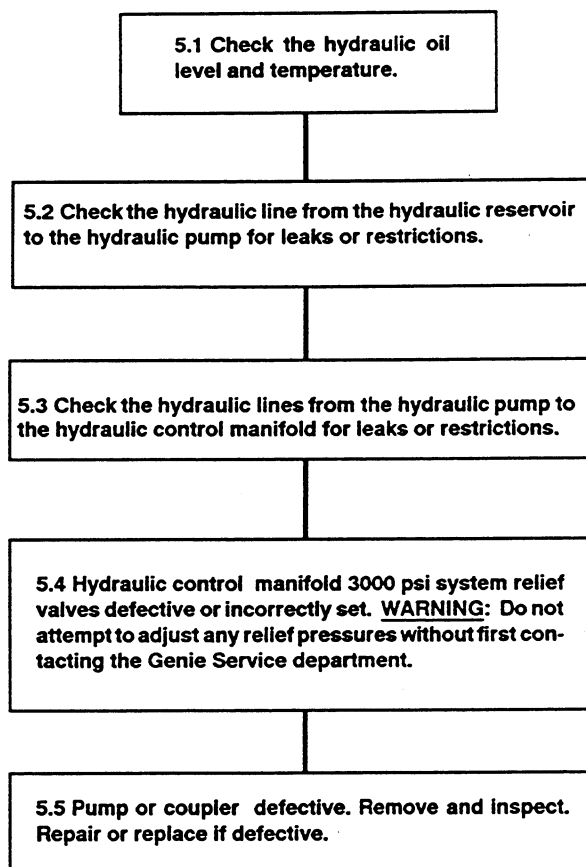 5.1 Check the hydraulic oil
level and temperature.
5.2 Check the hydraulic line from the hydraulic reservoir
to the hydraulic pump for leaks or restrictions.
5.3 Check the hydraulic lines from the hydraulic pump to
the hydraulic control manifold for leaks or restrictions.
5.4 Hydraulic control manifold 3000 psi system relief
valves defective or incorrectly set. WARNING: Do not
attempt to adjust any relief pressures without first con-
tacting the Genie Service department.
5.5 Pump or coupler defective. Remove and inspect.
Repair or replace if defective.